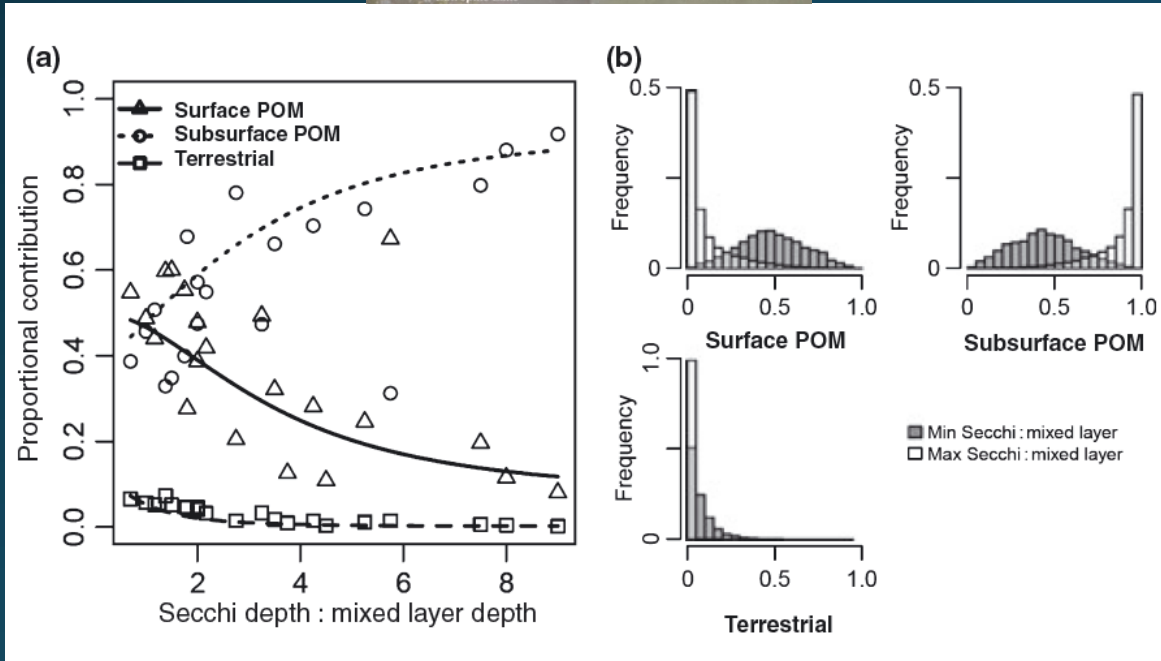 (a)
Proportional contribution
1.0
0.8
0.6
0.4
0.2
0.0
Surface POM
Subsurface POM
Terrestrial
2
4
6
8
Secchi depth : mixed layer depth
(b)
Frequency
0.5
0
0
0.5
1.0
Surface POM
Frequency
0.5
0
0
0.5
1.0
Subsurface POM
Frequency
1.0
0
0
0.5
1.0
Terrestrial
Min Secchi : mixed layer
Max Secchi : mixed layer